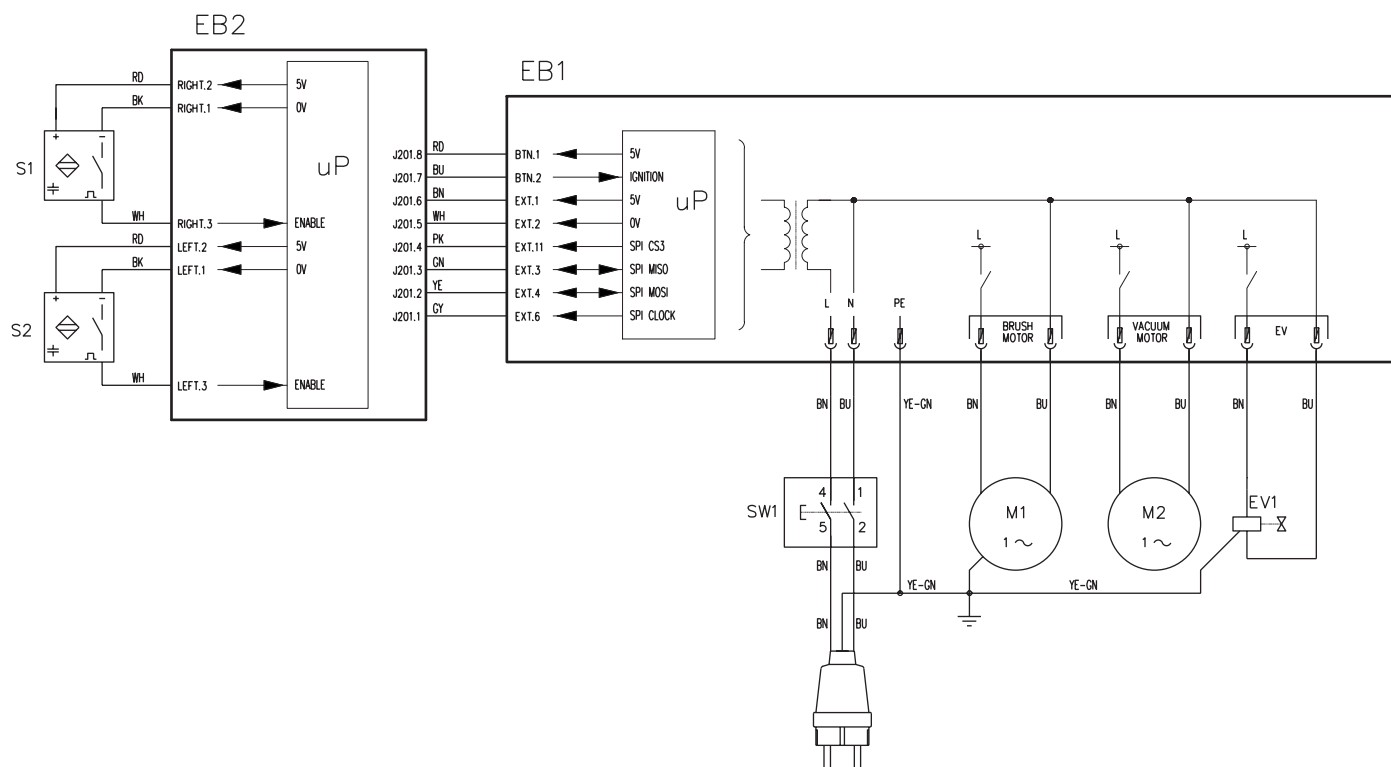 EB2
EB1
RD
RIGHT.2
5V
BK
RIGHT.1
0V
S1
+
−
uP
WH
RIGHT.3
ENABLE
RD
LEFT.2
5V
BK
LEFT.1
0V
S2
+
−
WH
LEFT.3
ENABLE
J201.8
RD
BTN.1
5V
J201.7
BU
BTN.2
IGNITION
J201.6
BN
EXT.1
5V
J201.5
WH
EXT.2
0V
J201.4
PK
EXT.11
SPI CS3
J201.3
GN
EXT.3
SPI MISO
J201.2
YE
EXT.4
SPI MOSI
J201.1
GY
EXT.6
SPI CLOCK
uP
L
L
L
L
N
PE
BRUSH
MOTOR
VACUUM
MOTOR
EV
BN
BU
YE-GN
BN
BU
BN
BU
BN
BU
SW1
4
1
5
2
M1
1 ~
M2
1 ~
EV1
BN
BU
YE-GN
YE-GN
BN
BU